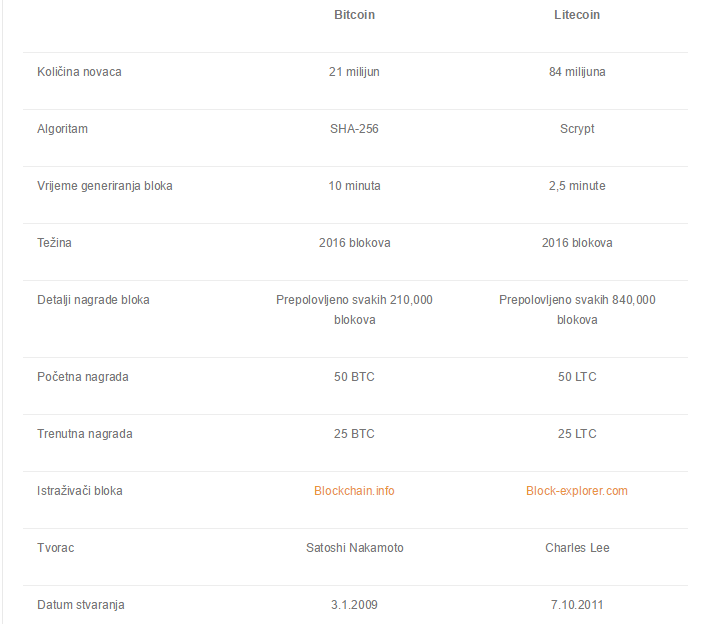 Bitcoin Litecoin
Količina novaca 21 milijun 84 milijuna
Algoritam SHA-256 Scrypt
Vrijeme generiranja bloka 10 minuta 2,5 minute
Težina 2016 blokova 2016 blokova
Detalji nagrade bloka Prepolovljeno svakih 210,000 Prepolovljeno svakih 840,000
blokova blokova
Početna nagrada 50 BTC 50 LTC
Trenutna nagrada 25 BTC 25 LTC
Istraživači bloka Blockchain.info Block-explorer.com
Tvorac Satoshi Nakamoto Charles Lee
Datum stvaranja 3.1.2009 7.10.2011